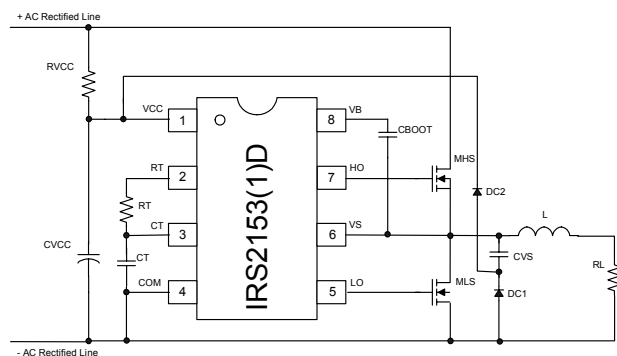 + AC Rectified Line
RVCC
VCC
1
8
VB
CBOOT
RT
2
7
HO
MHS
DC2
RT
IRS2153(1)D
CT
3
6
VS
L
CVCC
CT
CVS
RL
COM
4
5
LO
MLS
DC1
- AC Rectified Line